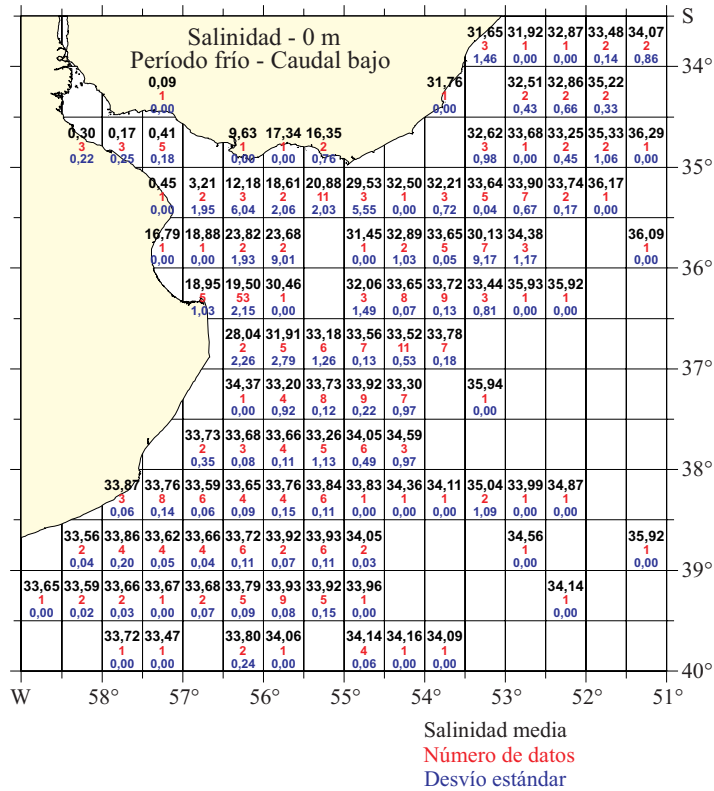 Salinidad - 0 m
Período frío - Caudal bajo
31,65 31,92 32,87 33,48 34,07
3 1 1 2 2
1,46 0,00 0,00 0,14 0,86
S
34°
0,09 31,76 32,51 32,86 35,22
1 1 2 2 2
0,00 0,00 0,43 0,66 0,33
0,30 0,17 0,41 9,63 17,34 16,35 32,62 33,68 33,25 35,33 36,29
3 3 5 1 1 2 3 1 2 2 1
0,22 0,25 0,18 0,00 0,00 0,76 0,98 0,00 0,45 1,06 0,00
35°
0,45 3,21 12,18 18,61 20,88 29,53 32,50 32,21 33,64 33,90 33,74 36,17
1 2 3 2 11 3 1 3 5 7 2 1
0,00 1,95 6,04 2,06 2,03 5,55 0,00 0,72 0,04 0,67 0,17 0,00
16,79 18,88 23,82 23,68 31,45 32,89 33,65 30,13 34,38 36,09
1 1 2 2 1 2 5 7 3 1
0,00 0,00 1,93 9,01 0,00 1,03 0,05 9,17 1,17 0,00
36°
18,95 19,50 30,46 32,06 33,65 33,72 33,44 35,93 35,92
5 53 1 3 8 9 3 1 1
1,03 2,15 0,00 1,49 0,07 0,13 0,81 0,00 0,00
28,04 31,91 33,18 33,56 33,52 33,78
2 5 6 7 11 7
2,26 2,79 1,26 0,13 0,53 0,18
37°
34,37 33,20 33,73 33,92 33,30 35,94
1 4 8 9 7 1
0,00 0,92 0,12 0,22 0,97 0,00
33,73 33,68 33,66 33,26 34,05 34,59
2 3 4 5 6 3
0,35 0,08 0,11 1,13 0,49 0,97
38°
33,87 33,76 33,59 33,65 33,76 33,84 33,83 34,36 34,11 35,04 33,99 34,87
3 8 6 4 4 6 1 1 1 2 1 1
0,06 0,14 0,06 0,09 0,15 0,11 0,00 0,00 0,00 1,09 0,00 0,00
33,56 33,86 33,62 33,66 33,72 33,92 33,93 34,05 34,56 35,92
2 4 4 4 6 2 6 2 1 1
0,04 0,20 0,05 0,04 0,11 0,07 0,11 0,03 0,00 0,00
39°
33,65 33,59 33,66 33,67 33,68 33,79 33,93 33,92 33,96 34,14
1 2 2 1 2 5 9 5 1 1
0,00 0,02 0,03 0,00 0,07 0,09 0,08 0,15 0,00 0,00
33,72 33,47 33,80 34,06 34,14 34,16 34,09
1 1 2 1 4 1 1
0,00 0,00 0,24 0,00 0,06 0,00 0,00
40°
W 58° 57° 56° 55° 54° 53° 52° 51°
Salinidad media
Número de datos
Desvío estándar